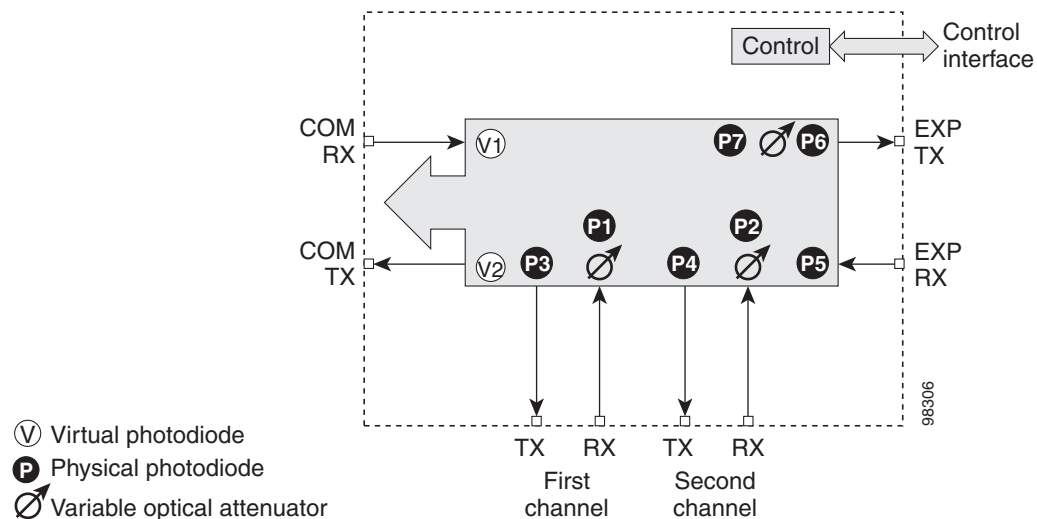 Control
Control
interface
COM
RX
V1
P7
P6
EXP
TX
P1
P2
COM
TX
V2
P3
P4
P5
EXP
RX
98306
TX
RX
TX
RX
First
channel
Second
channel
V Virtual photodiode
P Physical photodiode
Variable optical attenuator